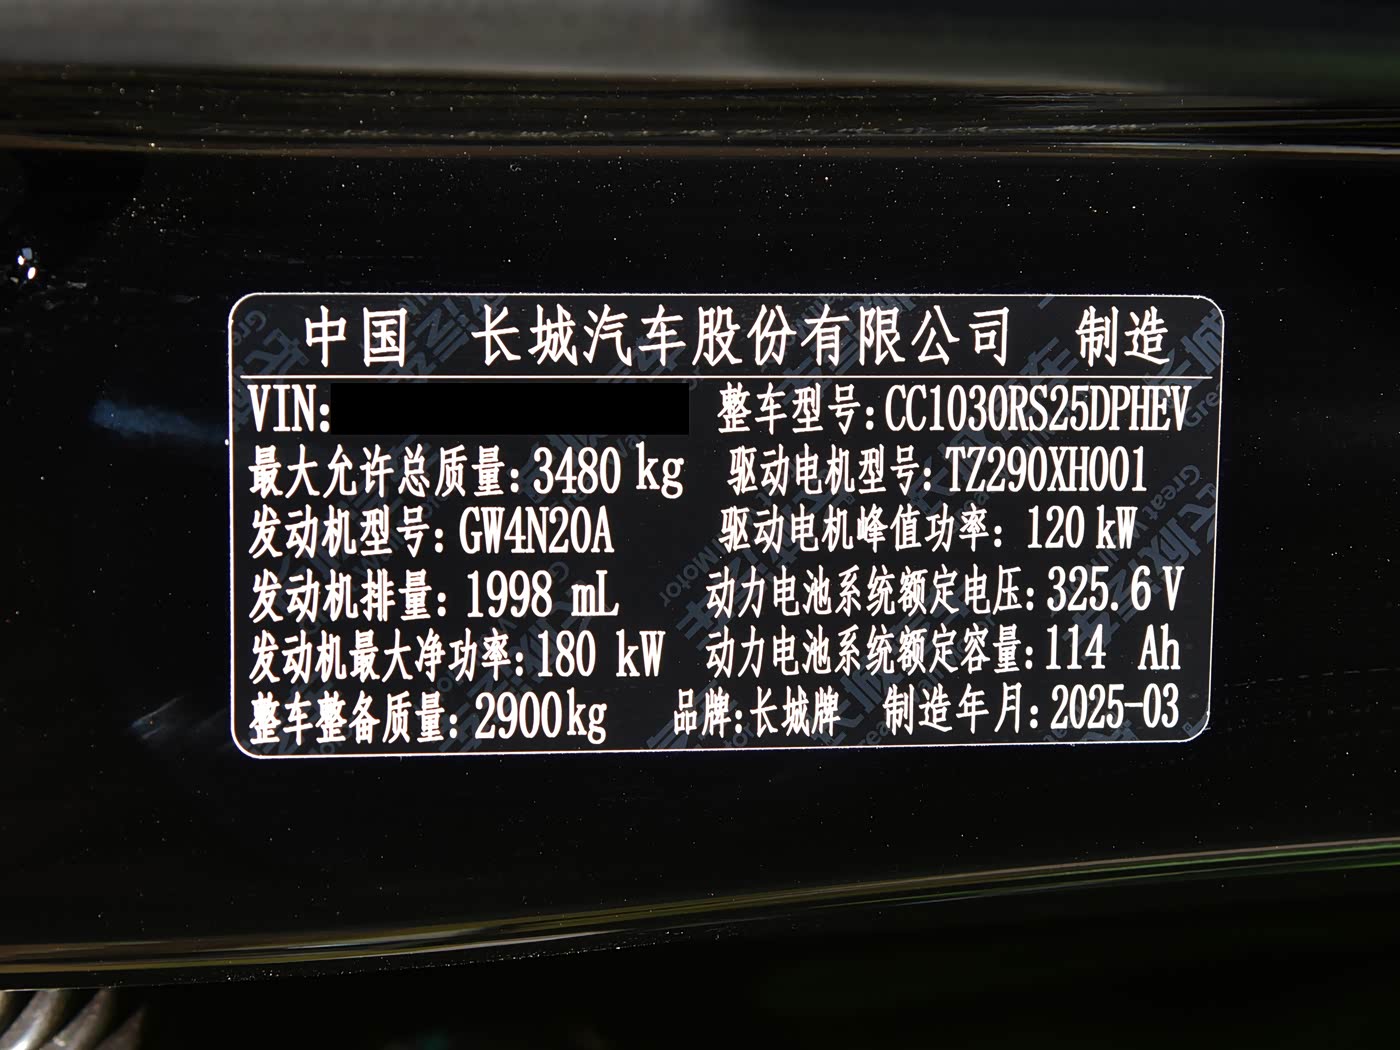 中国 长城汽车股份有限公司 制造
VIN: 整车型号:CC1030RS25DPHEV
最大允许总质量:3480 kg 驱动电机型号:TZ290XH001
发动机型号:GW4N20A 驱动电机峰值功率: 120 kW
发动机排量: 1998 mL 动力电池系统额定电压:325.6 V
发动机最大净功率:180 kW 动力电池系统额定容量:114 Ah
整车整备质量: 2900kg 品牌:长城牌 制造年月:2025-03